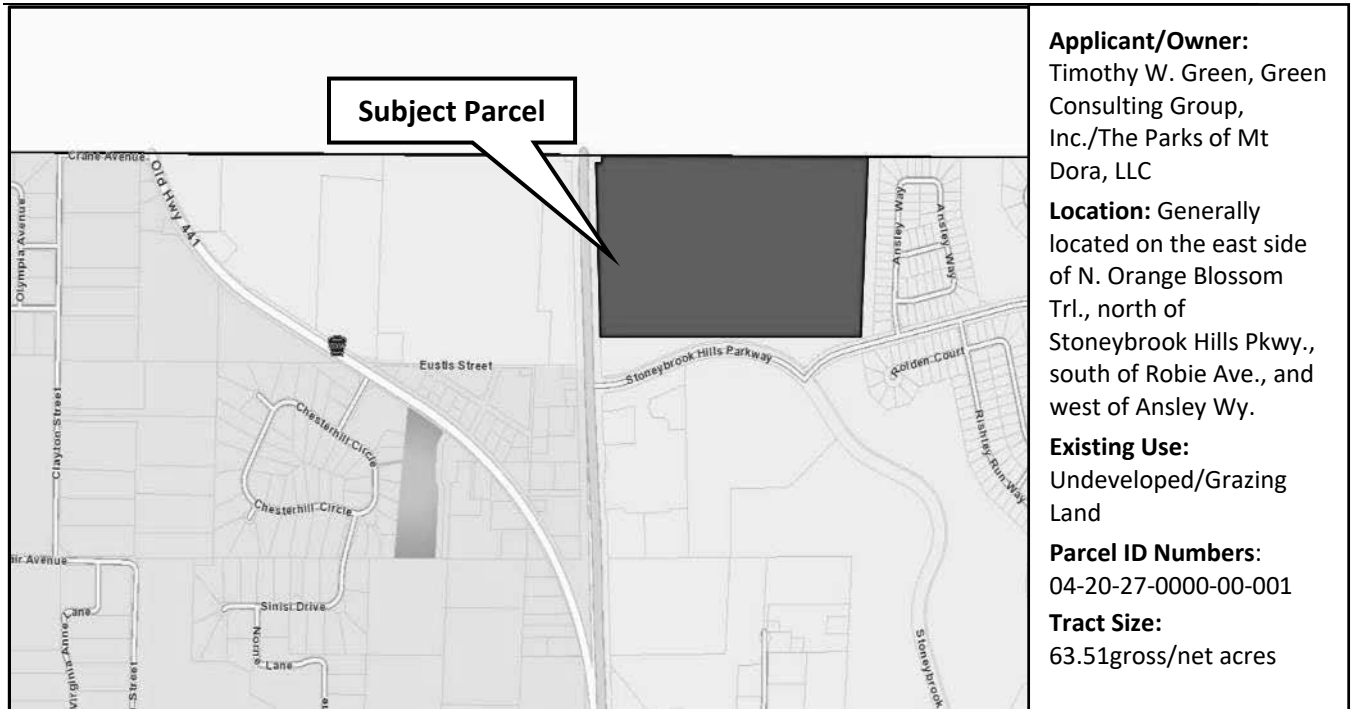 Subject Parcel
Crane Avenue
Old Hwy 441
Olympia Avenue
Ansley Way
Ansley Way
Eustis Street
Stoneybrook Hills Parkway
Golden Court
Rishley Run Way
Clayton Street
Chesterhill Circle
Chesterhill Circle
Avenue
Sinisi Drive
Lane
Virginia Anne
Street
Lane
Stoneybrook
Applicant/Owner:
Timothy W. Green, Green
Consulting Group,
Inc./The Parks of Mt
Dora, LLC
Location: Generally
located on the east side
of N. Orange Blossom
Trl., north of
Stoneybrook Hills Pkwy.,
south of Robie Ave., and
west of Ansley Wy.
Existing Use:
Undeveloped/Grazing
Land
Parcel ID Numbers:
04-20-27-0000-00-001
Tract Size:
63.51gross/net acres